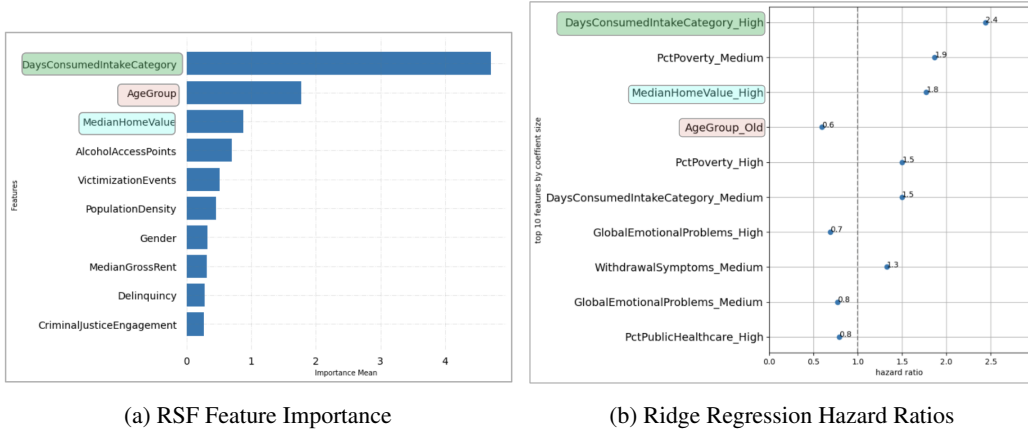 DaysConsumedIntakeCategory
AgeGroup
MedianHomeValue
AlcoholAccessPoints
VictimizationEvents
PopulationDensity
Gender
MedianGrossRent
Delinquency
CriminalJusticeEngagement
Features
0 1 2 3 4
Importance Mean
(a) RSF Feature Importance
DaysConsumedIntakeCategory_High 2.4
PctPoverty_Medium 1.9
MedianHomeValue_High 1.8
AgeGroup_Old 0.6
PctPoverty_High 1.5
DaysConsumedIntakeCategory_Medium 1.5
GlobalEmotionalProblems_High 0.7
WithdrawalSymptoms_Medium 1.3
GlobalEmotionalProblems_Medium 0.8
PctPublicHealthcare_High 0.8
top 10 features by coeffient size
0.0 0.5 1.0 1.5 2.0 2.5
hazard ratio
(b) Ridge Regression Hazard Ratios